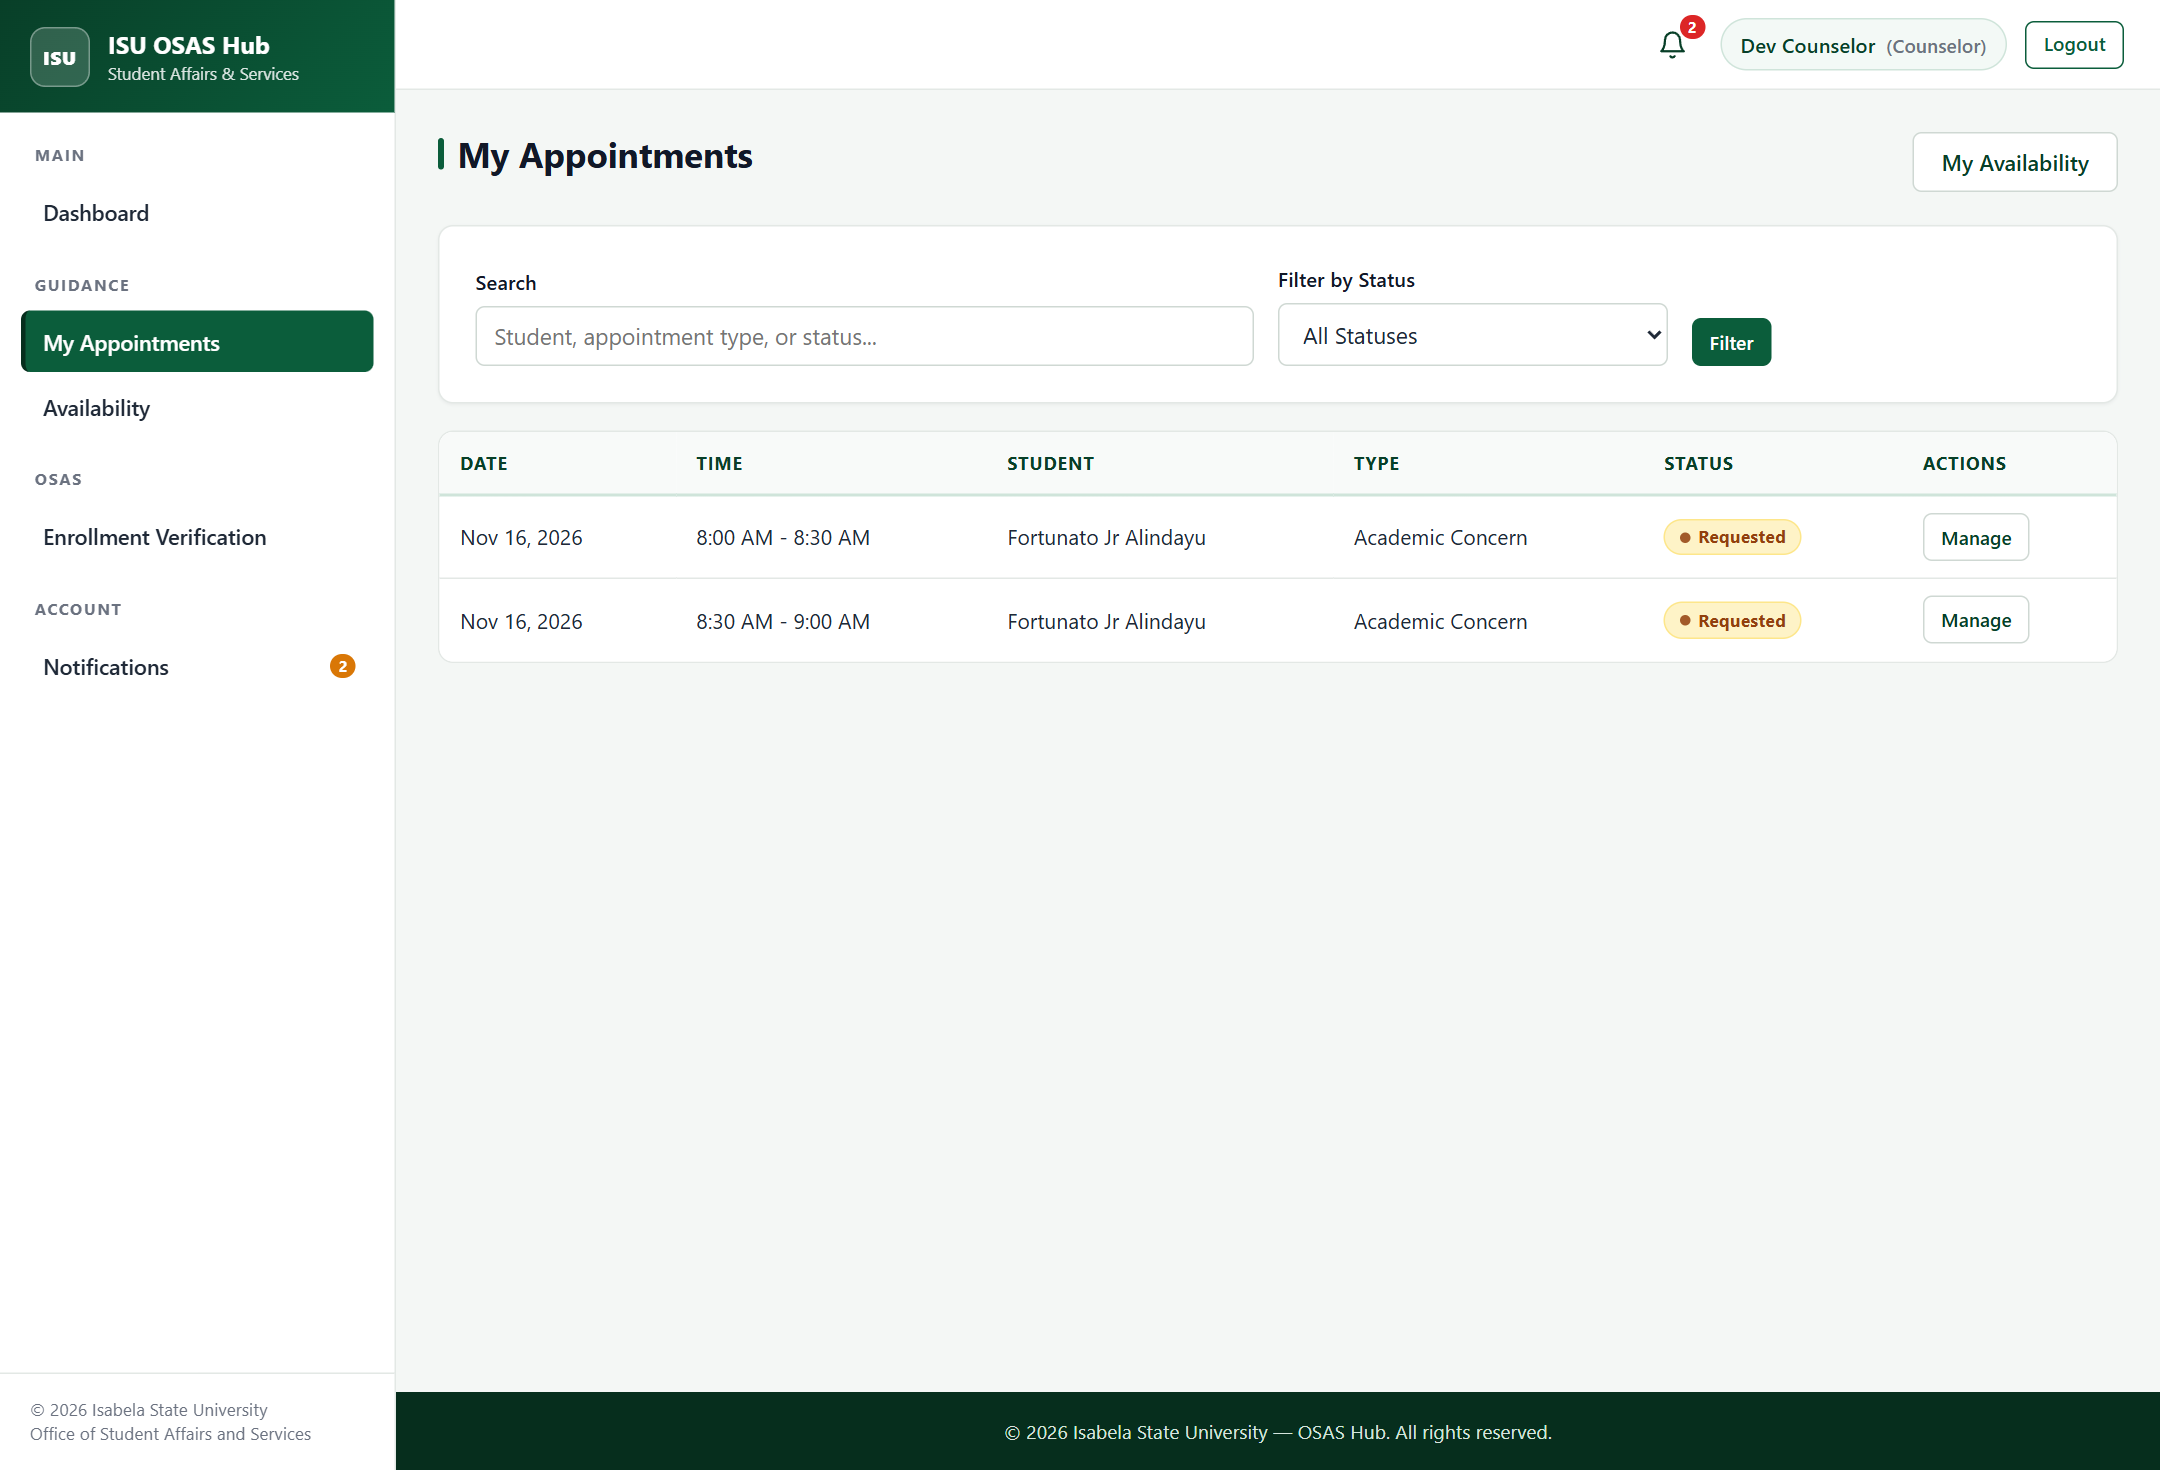 ISU
ISU OSAS Hub
Student Affairs & Services
2
Dev Counselor (Counselor)
Logout
MAIN
Dashboard
GUIDANCE
My Appointments
Availability
OSAS
Enrollment Verification
ACCOUNT
Notifications 2
© 2026 Isabela State University
Office of Student Affairs and Services
My Appointments
My Availability
Search
Student, appointment type, or status...
Filter by Status
All Statuses
Filter
DATE TIME STUDENT TYPE STATUS ACTIONS
Nov 16, 2026 8:00 AM - 8:30 AM Fortunato Jr Alindayu Academic Concern Requested Manage
Nov 16, 2026 8:30 AM - 9:00 AM Fortunato Jr Alindayu Academic Concern Requested Manage
© 2026 Isabela State University — OSAS Hub. All rights reserved.